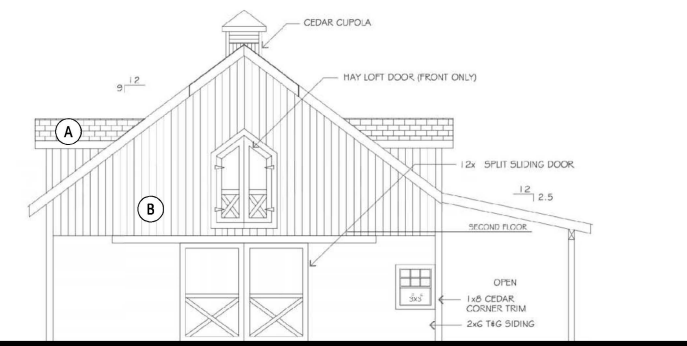 CEDAR CUPOLA
12
9
HAY LOFT DOOR (FRONT ONLY)
A
12x SPLIT SLIDING DOOR
12
2.5
B
SECOND FLOOR
OPEN
3x3
1x8 CEDAR
CORNER TRIM
2x6 T&G SIDING